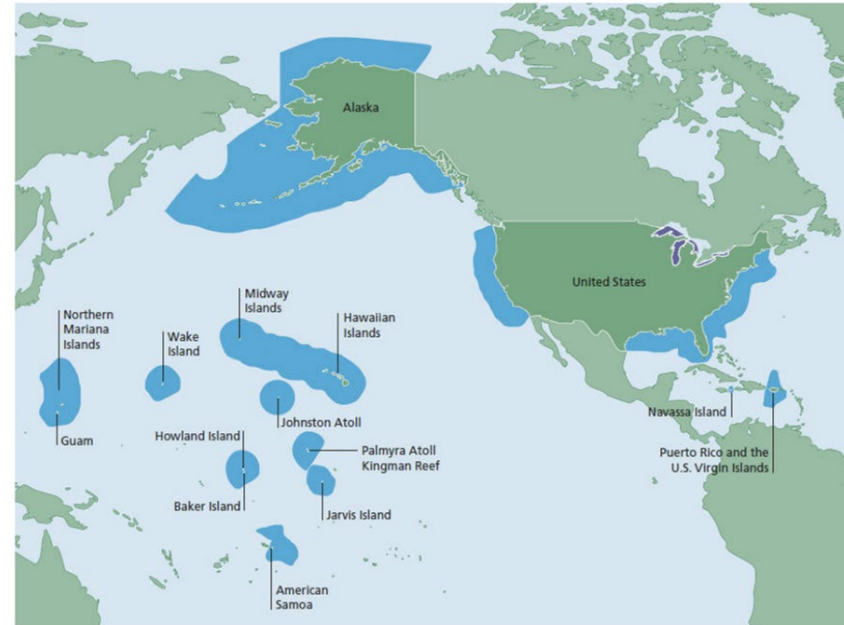 Alaska
United States
Northern
Mariana
Islands
Wake
Island
Midway
Islands
Hawaiian
Islands
Guam
Johnston Atoll
Howland Island
Palmyra Atoll
Kingman Reef
Baker Island
Jarvis Island
American
Samoa
Navassa Island
Puerto Rico and the
U.S. Virgin Islands